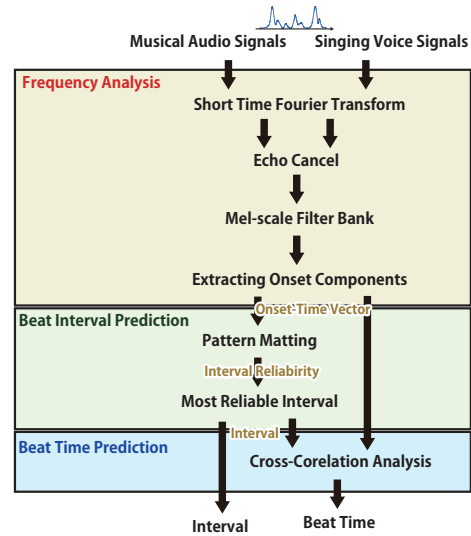 Musical Audio Signals Singing Voice Signals
Frequency Analysis
Short Time Fourier Transform
Echo Cancel
Mel-scale Filter Bank
Extracting Onset Components
Onset-Time Vector
Beat Interval Prediction
Pattern Matting
Interval Reliabirity
Most Reliable Interval
Interval
Beat Time Prediction
Cross-Corelation Analysis
Interval Beat Time